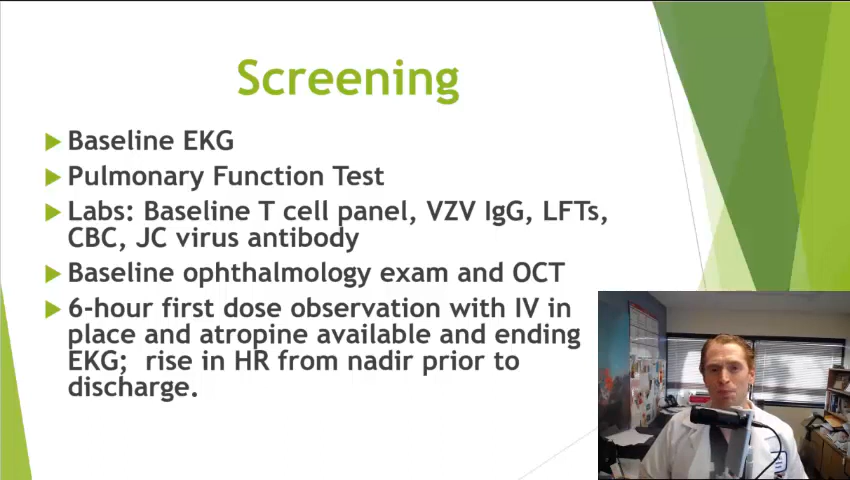 Screening
Baseline EKG
Pulmonary Function Test
Labs: Baseline T cell panel, VZV IgG, LFTs,
CBC, JC virus antibody
Baseline ophthalmology exam and OCT
6-hour first dose observation with IV in
place and atropine available and ending
EKG;  rise in HR from nadir prior to
discharge.